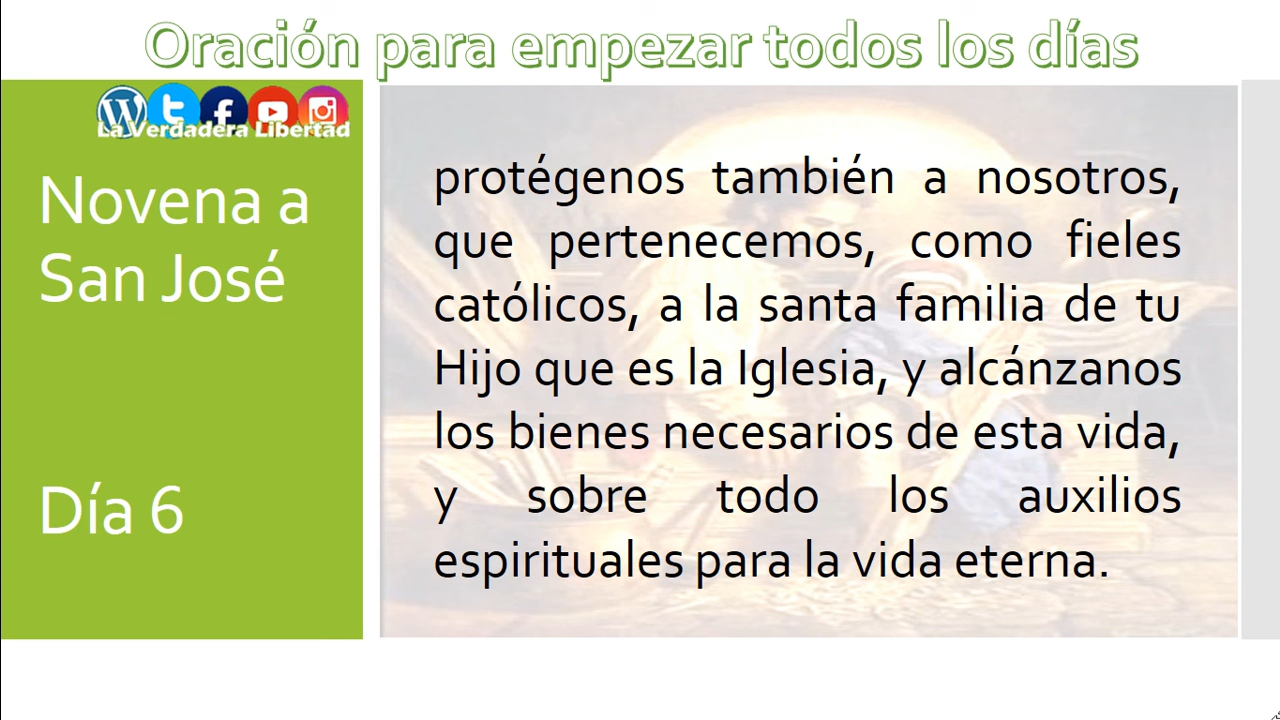 Oración para empezar todos los días
La Verdadera Libertad
Novena a
San José
Día 6
protégenos también a nosotros,
que pertenecemos, como fieles
católicos, a la santa familia de tu
Hijo que es la Iglesia, y alcánzanos
los bienes necesarios de esta vida,
y sobre todo los auxilios
espirituales para la vida eterna.